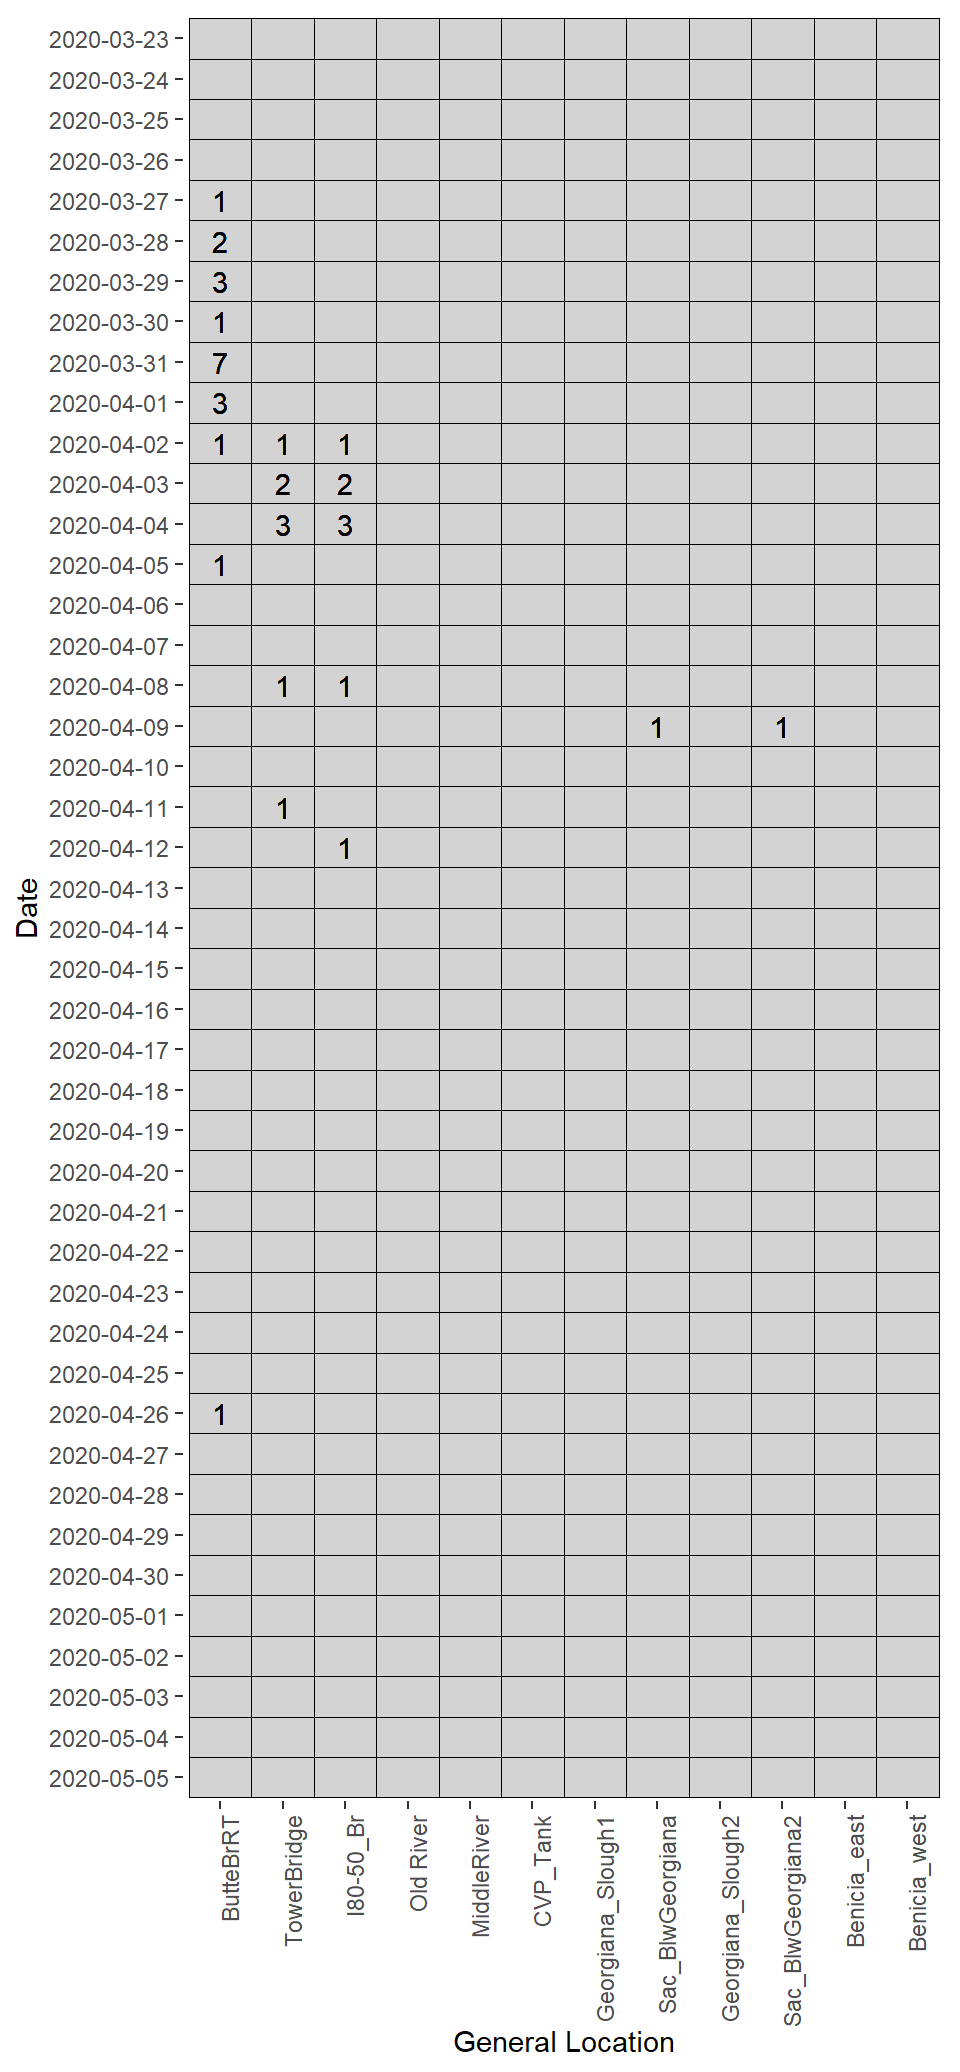 2020-03-23
2020-03-24
2020-03-25
2020-03-26
2020-03-27 1
2020-03-28 2
2020-03-29 3
2020-03-30 1
2020-03-31 7
2020-04-01 3
2020-04-02 1 1 1
2020-04-03 2 2
2020-04-04 3 3
2020-04-05 1
2020-04-06
2020-04-07
2020-04-08 1 1
2020-04-09 1 1
2020-04-10
2020-04-11 1
2020-04-12 1
2020-04-13
Date
2020-04-14
2020-04-15
2020-04-16
2020-04-17
2020-04-18
2020-04-19
2020-04-20
2020-04-21
2020-04-22
2020-04-23
2020-04-24
2020-04-25
2020-04-26 1
2020-04-27
2020-04-28
2020-04-29
2020-04-30
2020-05-01
2020-05-02
2020-05-03
2020-05-04
2020-05-05
ButteBrRT
TowerBridge
I80-50_Br
Old River
MiddleRiver
CVP_Tank
Georgiana_Slough1
Sac_BlwGeorgiana
Georgiana_Slough2
Sac_BlwGeorgiana2
Benicia_east
Benicia_west
General Location